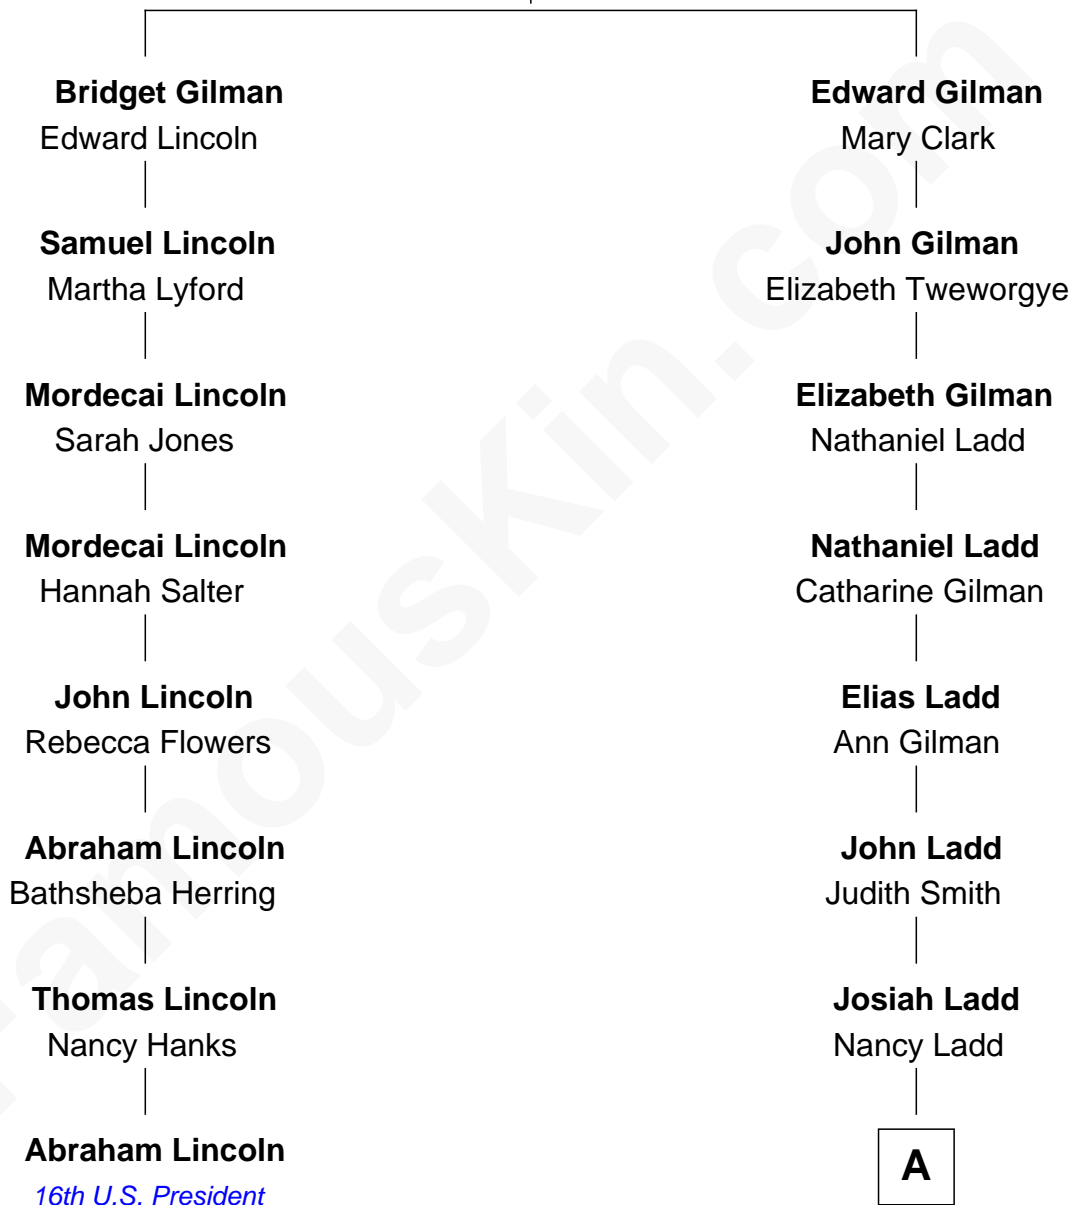 Bridget Gilman
Edward Lincoln
Samuel Lincoln
Martha Lyford
Mordecai Lincoln
Sarah Jones
Mordecai Lincoln
Hannah Salter
John Lincoln
Rebecca Flowers
Abraham Lincoln
Bathsheba Herring
Thomas Lincoln
Nancy Hanks
Abraham Lincoln
16th U.S. President
Edward Gilman
Mary Clark
John Gilman
Elizabeth Tweworgye
Elizabeth Gilman
Nathaniel Ladd
Nathaniel Ladd
Catharine Gilman
Elias Ladd
Ann Gilman
John Ladd
Judith Smith
Josiah Ladd
Nancy Ladd
A
FamousKin.com